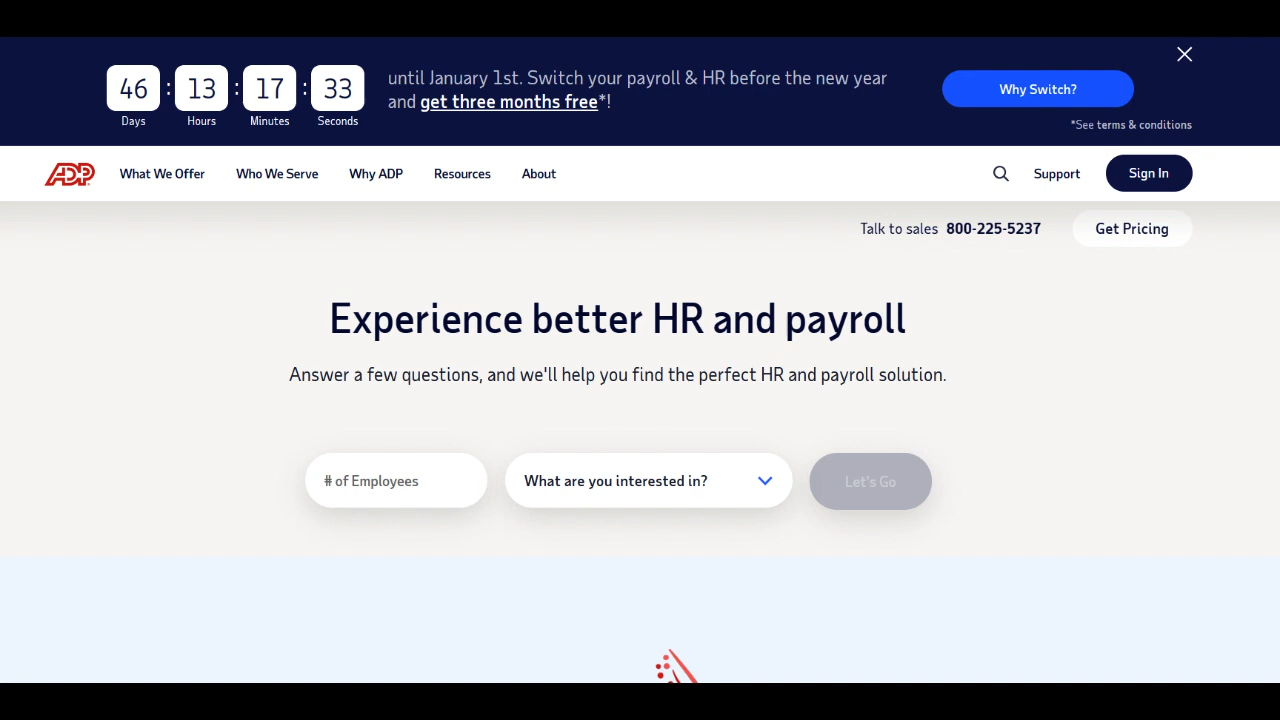 46 : 13 : 17 : 33
Days Hours Minutes Seconds
until January 1st. Switch your payroll & HR before the new year
and get three months free*!
Why Switch?
*See terms & conditions
ADP
What We Offer Who We Serve Why ADP Resources About
Support
Sign In
Talk to sales 800-225-5237
Get Pricing
Experience better HR and payroll
Answer a few questions, and we'll help you find the perfect HR and payroll solution.
# of Employees
What are you interested in?
Let's Go